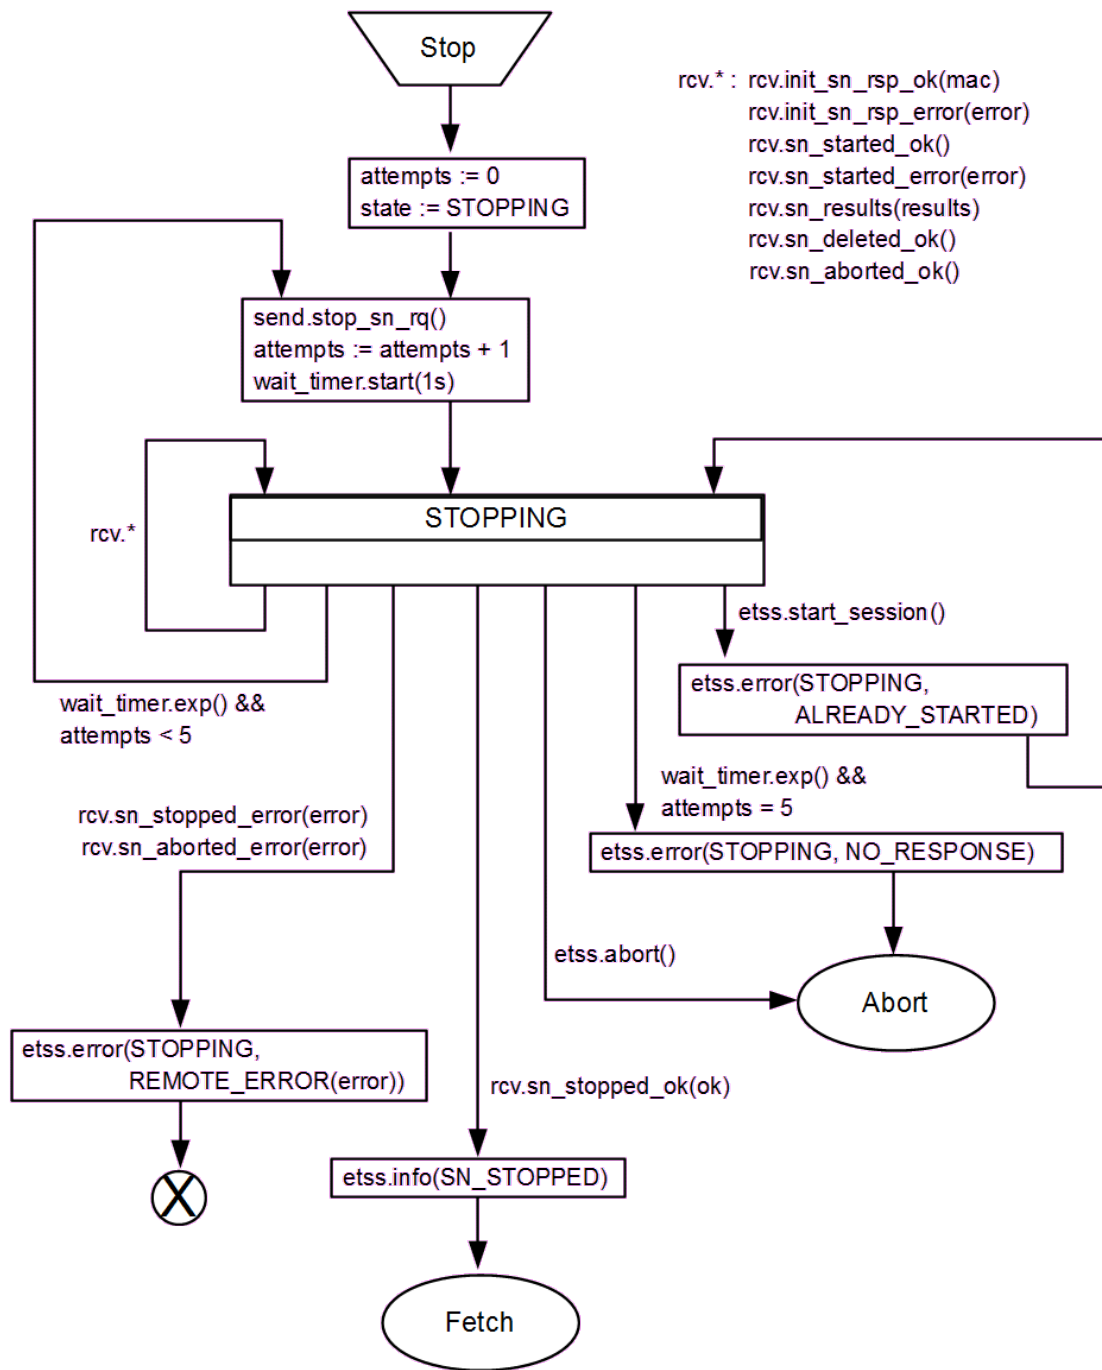 Stop
rcv.* : rcv.init_sn_rsp_ok(mac)
rcv.init_sn_rsp_error(error)
rcv.sn_started_ok()
rcv.sn_started_error(error)
rcv.sn_results(results)
rcv.sn_deleted_ok()
rcv.sn_aborted_ok()
attempts := 0
state := STOPPING
send.stop_sn_rq()
attempts := attempts + 1
wait_timer.start(1s)
STOPPING
rcv.*
etss.start_session()
etss.error(STOPPING,
ALREADY_STARTED)
wait_timer.exp() &&
attempts < 5
wait_timer.exp() &&
attempts = 5
rcv.sn_stopped_error(error)
rcv.sn_aborted_error(error)
etss.error(STOPPING, NO_RESPONSE)
etss.abort()
Abort
etss.error(STOPPING,
REMOTE_ERROR(error))
rcv.sn_stopped_ok(ok)
etss.info(SN_STOPPED)
X
Fetch